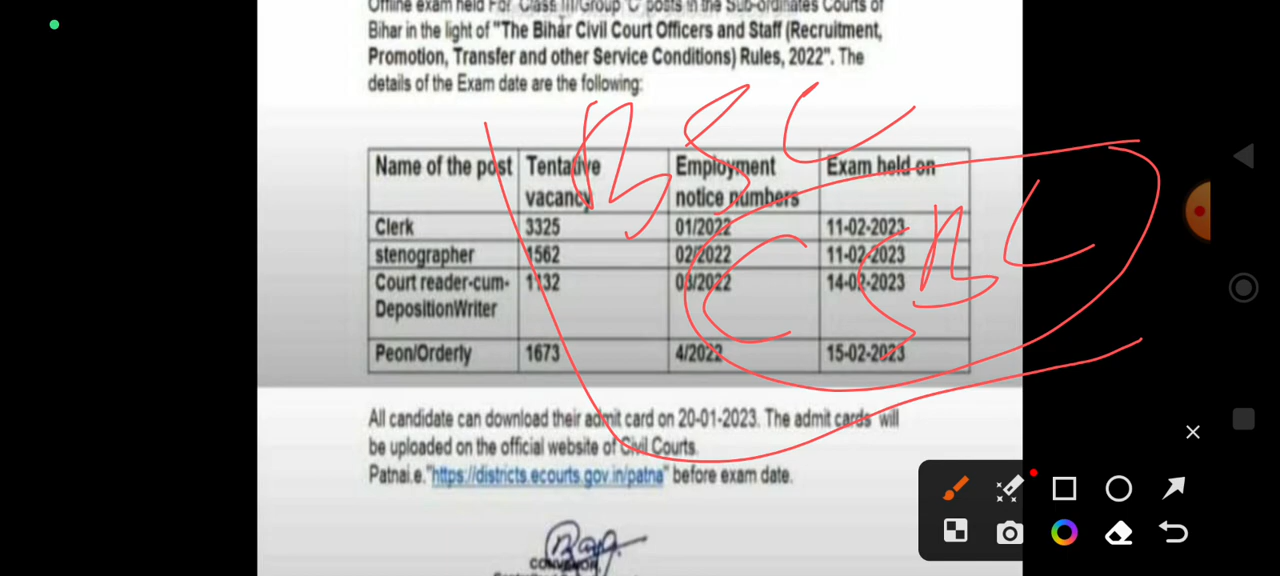 Offline exam held For Class III/Group 'C' posts in the Sub-ordinates Courts of
Bihar in the light of "The Bihar Civil Court Officers and Staff (Recruitment,
Promotion, Transfer and other Service Conditions) Rules, 2022". The
details of the Exam date are the following:
BSC
Name of the post Tentative vacancy Employment notice numbers Exam held on
Clerk 3325 01/2022 11-02-2023
stenographer 1562 02/2022 11-02-2023
Court reader-cum-DepositionWriter 1132 03/2022 14-02-2023
Peon/Orderly 1673 4/2022 15-02-2023
CSBC
All candidate can download their admit card on 20-01-2023. The admit cards will
be uploaded on the official website of Civil Courts.
Patnai.e."https://districts.ecourts.gov.in/patna" before exam date.